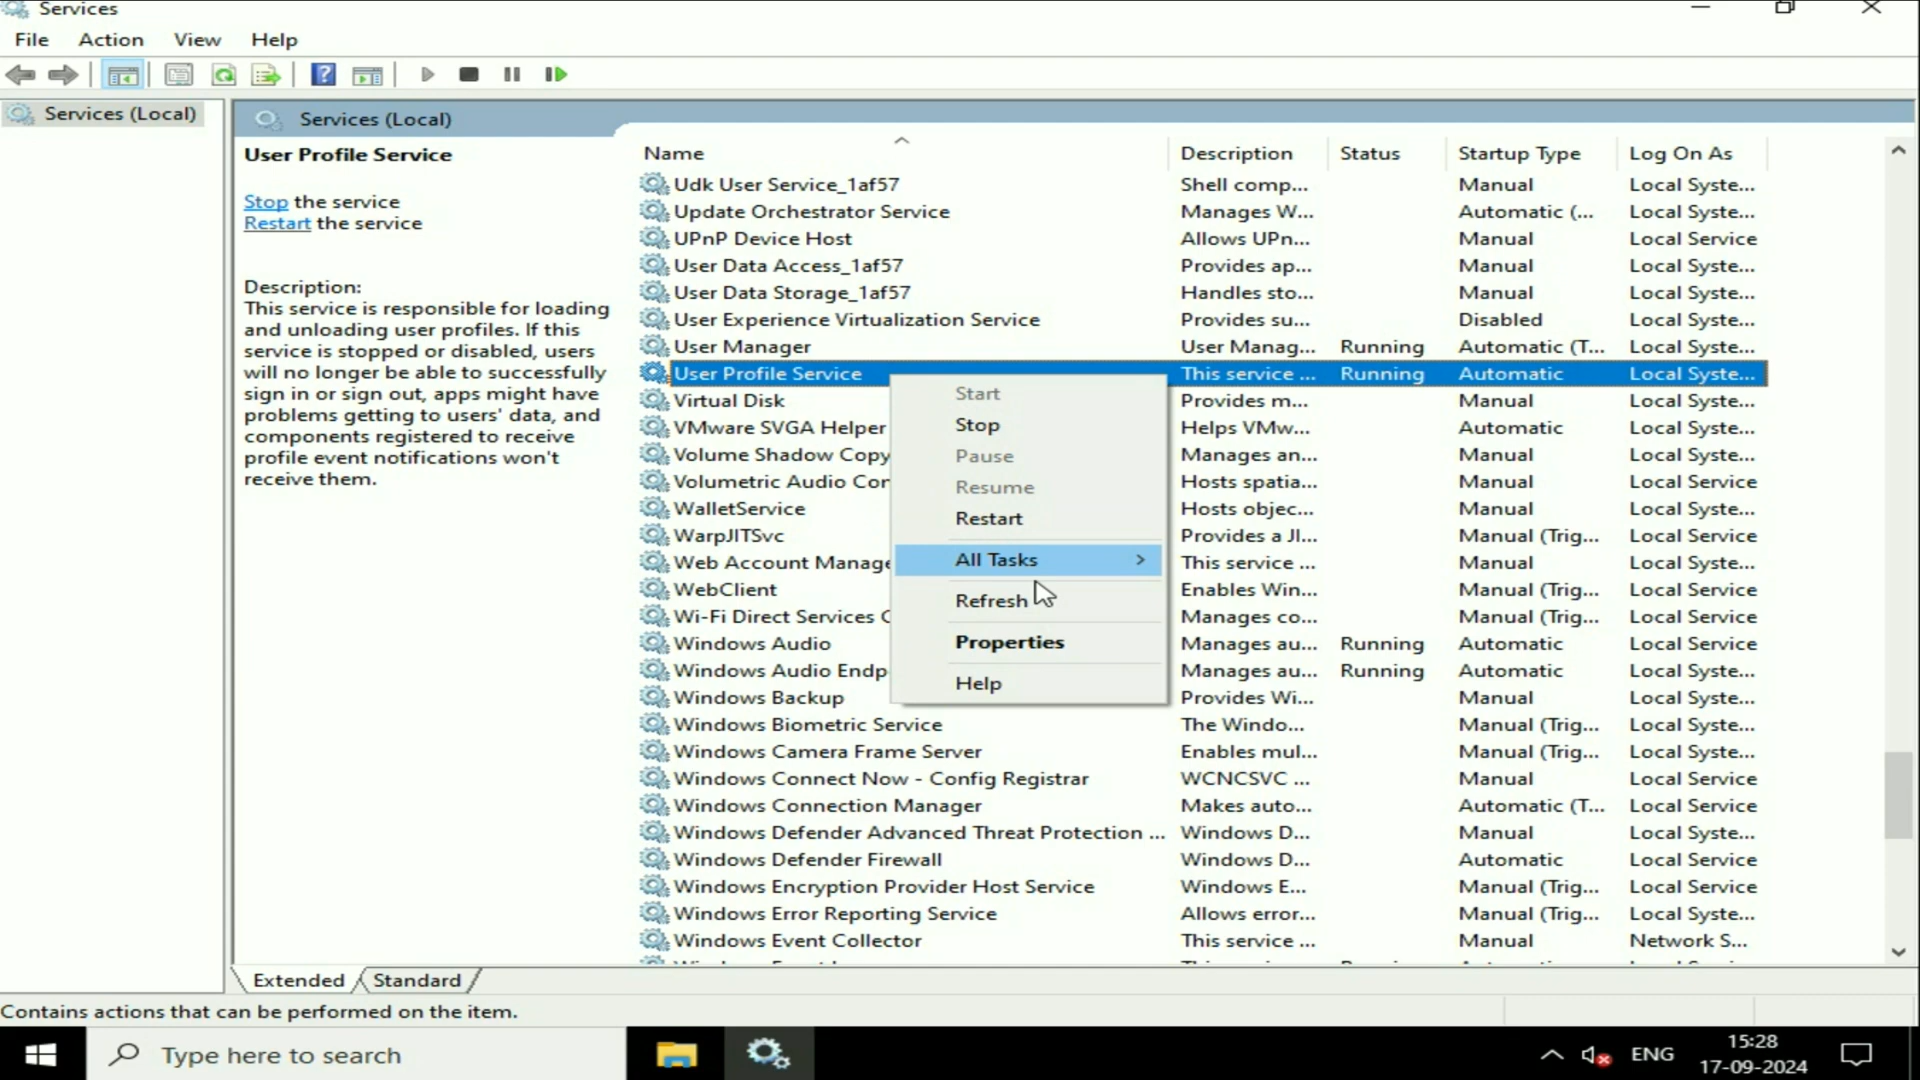 Services
File Action View Help
Services (Local)
Services (Local)
User Profile Service
Stop the service
Restart the service
Description:
This service is responsible for loading
and unloading user profiles. If this
service is stopped or disabled, users
will no longer be able to successfully
sign in or sign out, apps might have
problems getting to users' data, and
components registered to receive
profile event notifications won't
receive them.
Name Description Status Startup Type Log On As
Udk User Service_1af57 Shell comp... Manual Local Syste...
Update Orchestrator Service Manages W... Automatic (... Local Syste...
UPnP Device Host Allows UPn... Manual Local Service
User Data Access_1af57 Provides ap... Manual Local Syste...
User Data Storage_1af57 Handles sto... Manual Local Syste...
User Experience Virtualization Service Provides su... Disabled Local Syste...
User Manager User Manag... Running Automatic (T... Local Syste...
User Profile Service This service ... Running Automatic Local Syste...
Virtual Disk Provides m... Manual Local Syste...
VMware SVGA Helper Helps VMw... Automatic Local Syste...
Volume Shadow Copy Manages an... Manual Local Syste...
Volumetric Audio Cor Hosts spatia... Manual Local Service
WalletService Hosts objec... Manual Local Syste...
WarpJITSvc Provides a JI... Manual (Trig... Local Service
Web Account Manage This service ... Manual Local Syste...
WebClient Enables Win... Manual (Trig... Local Service
Wi-Fi Direct Services C Manages co... Manual (Trig... Local Service
Windows Audio Manages au... Running Automatic Local Service
Windows Audio Endp Manages au... Running Automatic Local Syste...
Windows Backup Provides Wi... Manual Local Syste...
Windows Biometric Service The Windo... Manual (Trig... Local Syste...
Windows Camera Frame Server Enables mul... Manual (Trig... Local Syste...
Windows Connect Now - Config Registrar WCNCSVC ... Manual Local Service
Windows Connection Manager Makes auto... Automatic (T... Local Service
Windows Defender Advanced Threat Protection ... Windows D... Manual Local Syste...
Windows Defender Firewall Windows D... Automatic Local Service
Windows Encryption Provider Host Service Windows E... Manual (Trig... Local Service
Windows Error Reporting Service Allows error... Manual (Trig... Local Syste...
Windows Event Collector This service ... Manual Network S...
Start
Stop
Pause
Resume
Restart
All Tasks
Refresh
Properties
Help
Extended Standard
Contains actions that can be performed on the item.
Type here to search
ENG
15:28
17-09-2024